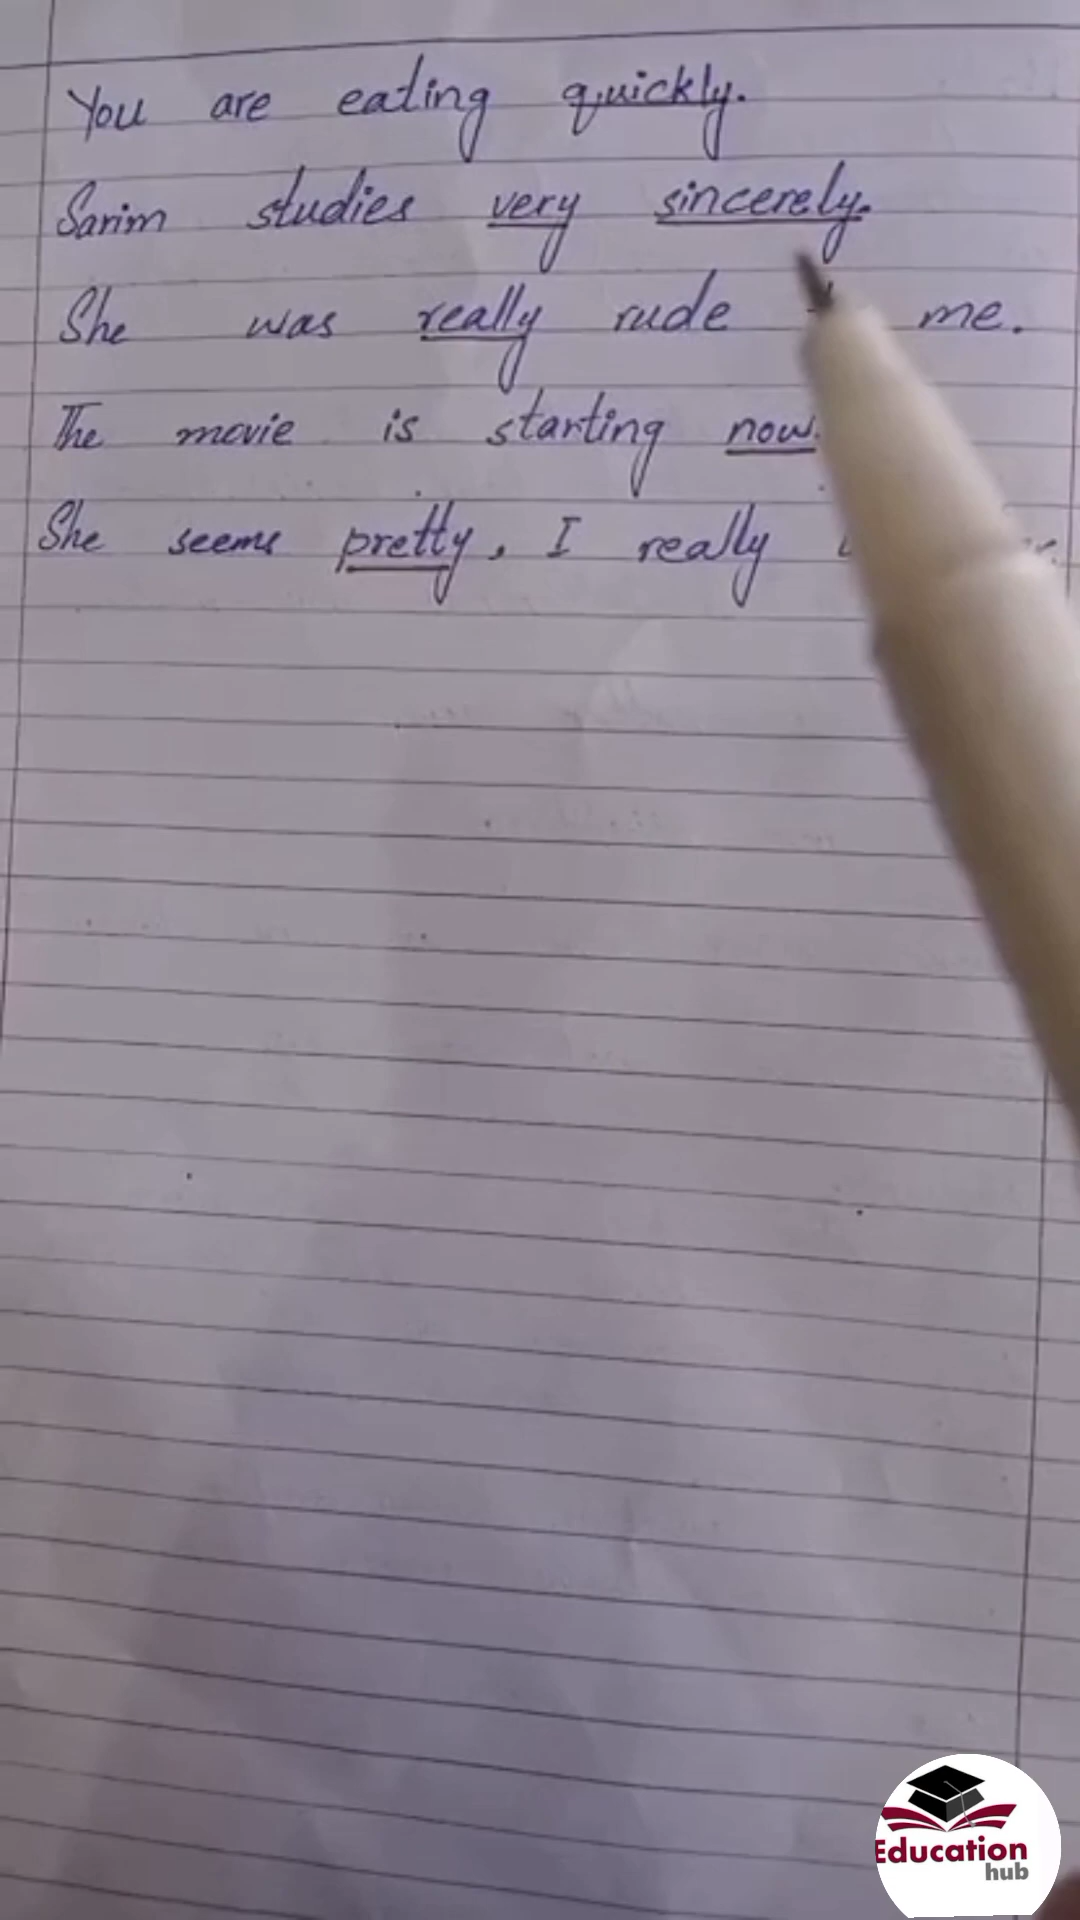 You are eating quickly.
Sarim studies very sincerely.
She was really rude me.
The movie is starting now.
She seems pretty, I really
Education
hub